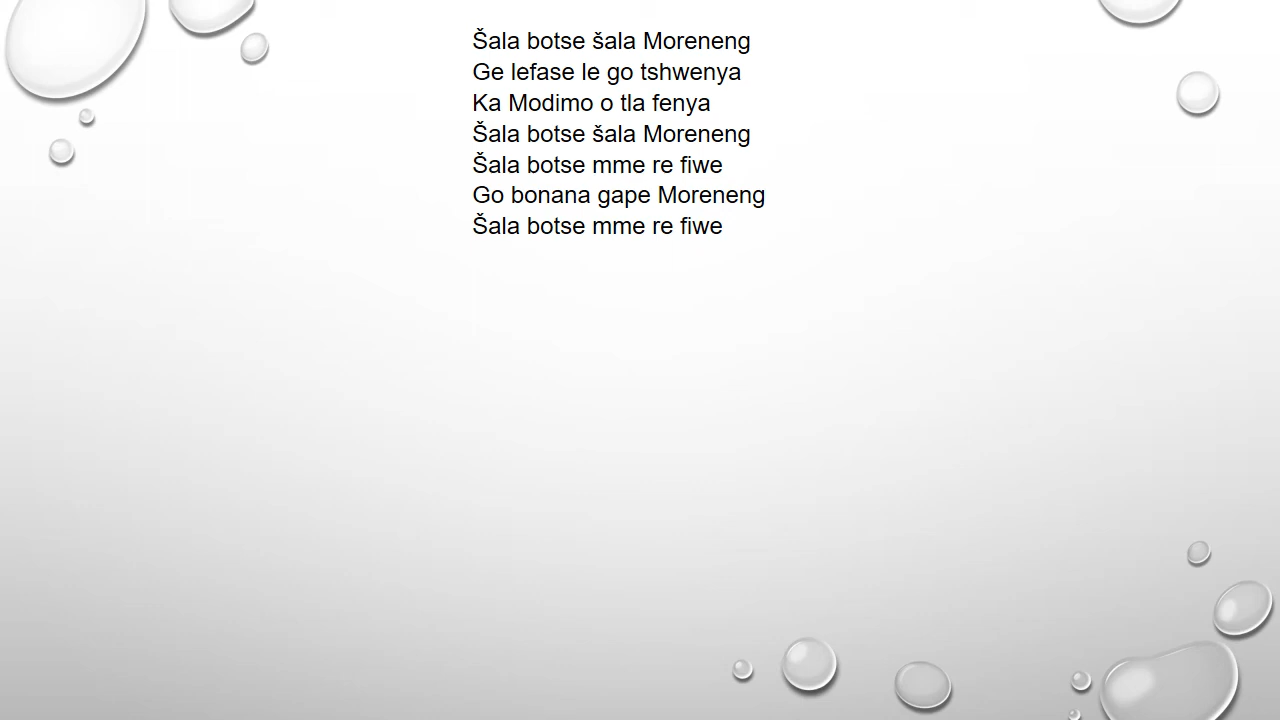 Šala botse šala Moreneng
Ge lefase le go tshwenya
Ka Modimo o tla fenya
Šala botse šala Moreneng
Šala botse mme re fiwe
Go bonana gape Moreneng
Šala botse mme re fiwe